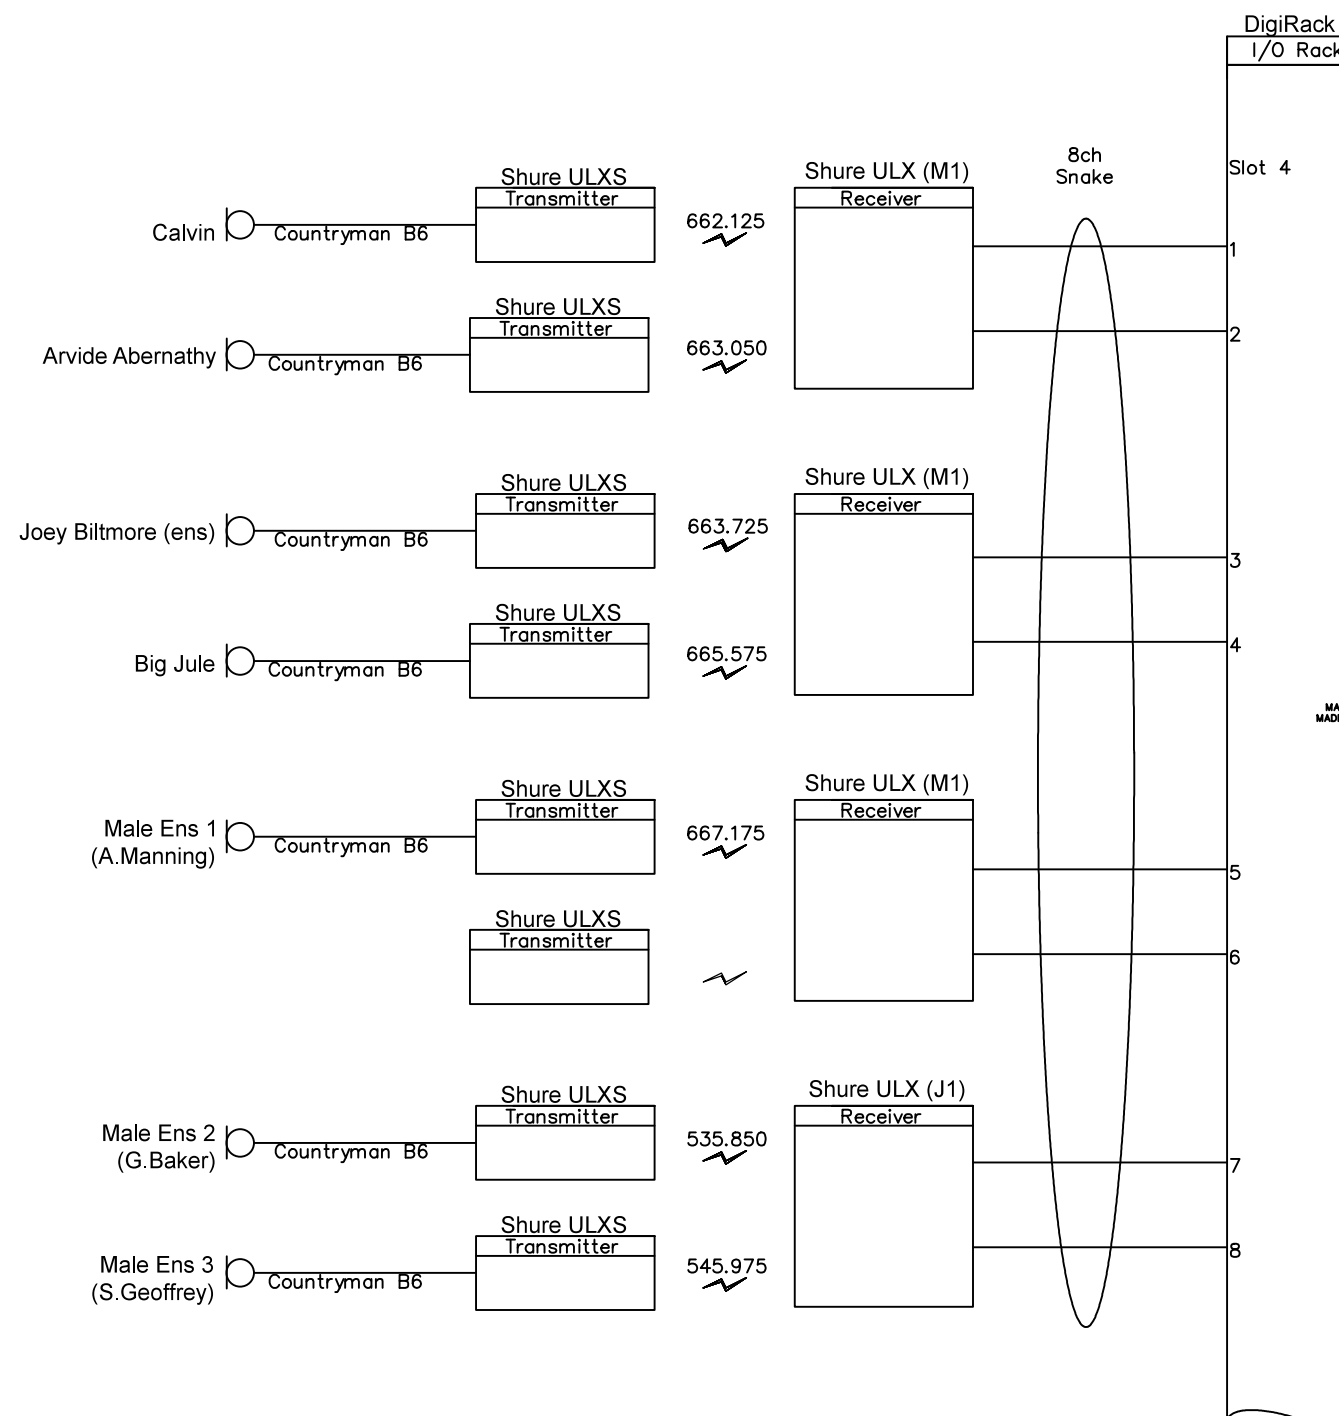 DigiRack
I/O Rack
8ch
Snake
Slot 4
Shure ULXS
Transmitter
Shure ULX (M1)
Receiver
Calvin
Countryman B6
662.125
1
Shure ULXS
Transmitter
Arvide Abernathy
Countryman B6
663.050
2
Shure ULXS
Transmitter
Shure ULX (M1)
Receiver
Joey Biltmore (ens)
Countryman B6
663.725
3
Shure ULXS
Transmitter
Big Jule
Countryman B6
665.575
4
MA
MADE
Shure ULXS
Transmitter
Shure ULX (M1)
Receiver
Male Ens 1
(A.Manning)
Countryman B6
667.175
5
Shure ULXS
Transmitter
6
Shure ULXS
Transmitter
Shure ULX (J1)
Receiver
Male Ens 2
(G.Baker)
Countryman B6
535.850
7
Shure ULXS
Transmitter
Male Ens 3
(S.Geoffrey)
Countryman B6
545.975
8